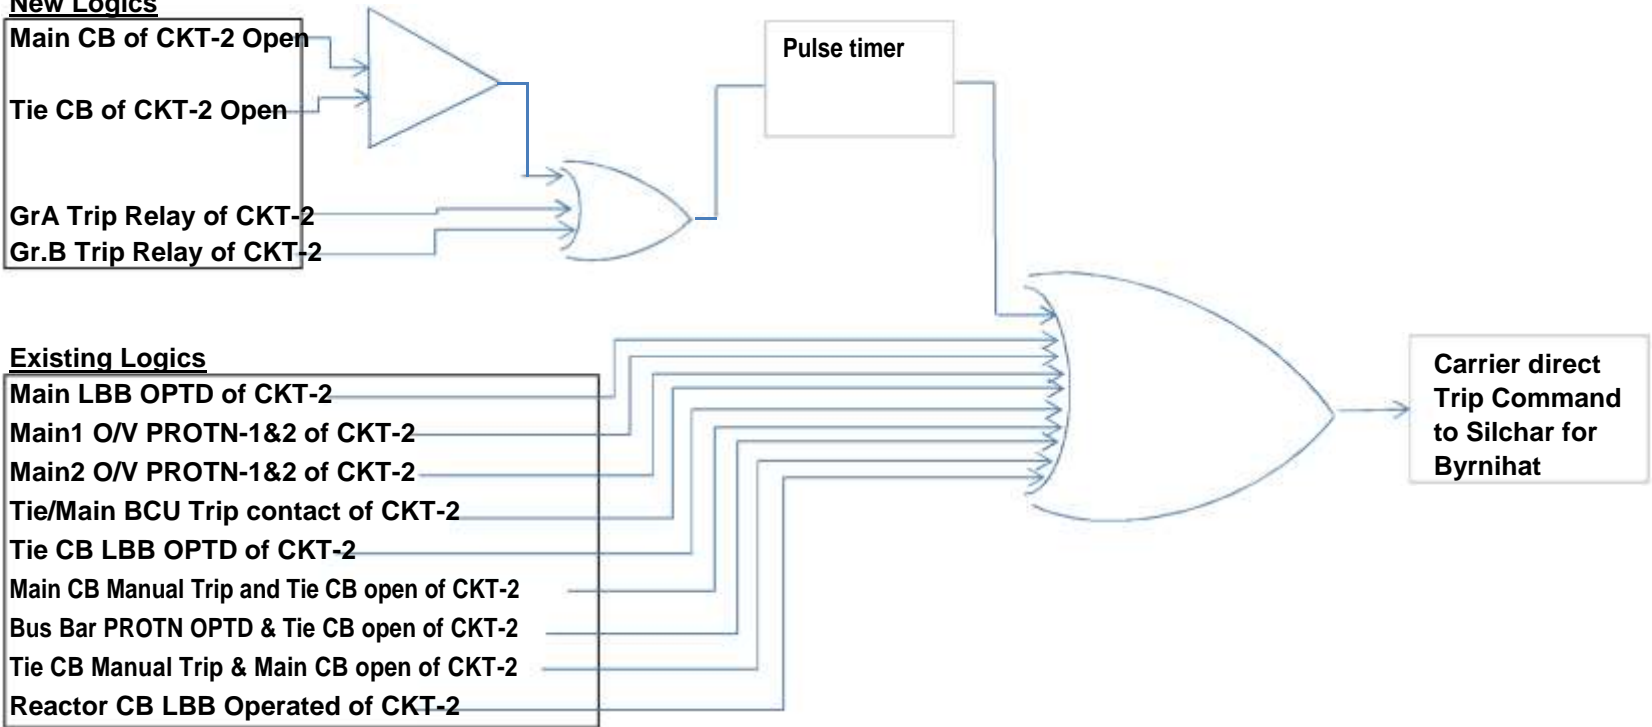 New Logics
Main CB of CKT-2 Open
Tie CB of CKT-2 Open
GrA Trip Relay of CKT-2
Gr.B Trip Relay of CKT-2
Pulse timer
Existing Logics
Main LBB OPTD of CKT-2
Main1 O/V PROTN-1&2 of CKT-2
Main2 O/V PROTN-1&2 of CKT-2
Tie/Main BCU Trip contact of CKT-2
Tie CB LBB OPTD of CKT-2
Main CB Manual Trip and Tie CB open of CKT-2
Bus Bar PROTN OPTD & Tie CB open of CKT-2
Tie CB Manual Trip & Main CB open of CKT-2
Reactor CB LBB Operated of CKT-2
Carrier direct
Trip Command
to Silchar for
Byrnihat